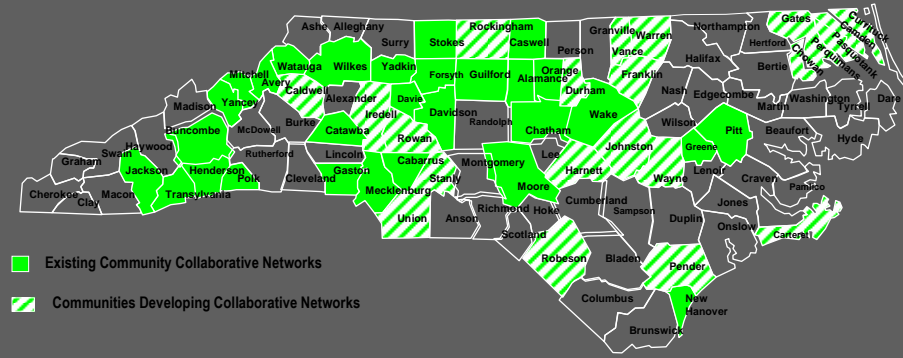 Ashe Alleghany
Surry
Stokes
Rockingham
Caswell
Person
Granville
Vance
Warren
Northampton
Hertford
Gates
Currituck
Camden
Pasquotank
Perquimans
Chowan
Halifax
Bertie
Watauga
Wilkes
Yadkin
Forsyth
Guilford
Alamance
Orange
Durham
Franklin
Nash
Edgecombe
Martin
Washington
Tyrrell
Dare
Mitchell
Avery
Caldwell
Alexander
Iredell
Davie
Davidson
Randolph
Chatham
Wake
Wilson
Pitt
Beaufort
Hyde
Madison
Yancey
Burke
McDowell
Buncombe
Catawba
Rowan
Johnston
Greene
Haywood
Swain
Graham
Rutherford
Lincoln
Cabarrus
Montgomery
Lee
Harnett
Wayne
Lenoir
Craven
Pamlico
Jackson
Henderson
Polk
Cleveland
Gaston
Mecklenburg
Stanly
Moore
Cherokee
Clay
Macon
Transylvania
Union
Anson
Richmond
Hoke
Cumberland
Sampson
Duplin
Jones
Onslow
Carteret
Scotland
Robeson
Bladen
Pender
Columbus
New
Hanover
Brunswick
Existing Community Collaborative Networks
Communities Developing Collaborative Networks